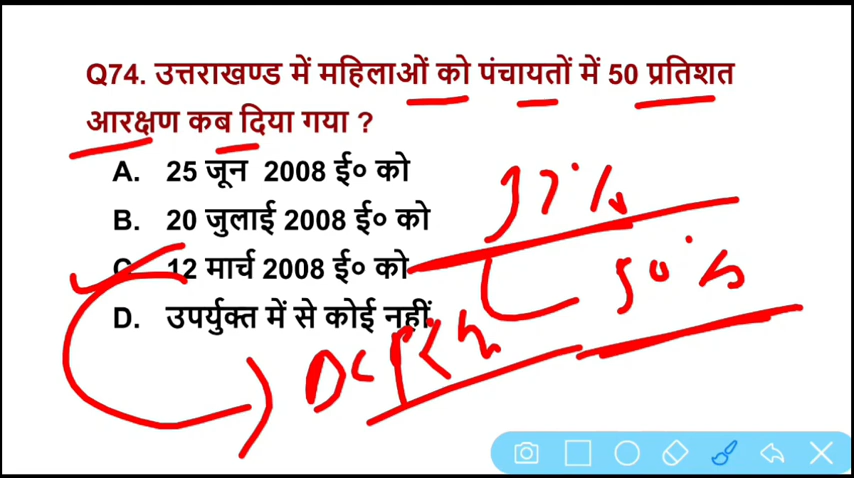 Q74. उत्तराखण्ड में महिलाओं को पंचायतों में 50 प्रतिशत
आरक्षण कब दिया गया ?
A. 25 जून 2008 ई० को
B. 20 जुलाई 2008 ई० को
C. 12 मार्च 2008 ई० को
D. उपर्युक्त में से कोई नहीं
50%